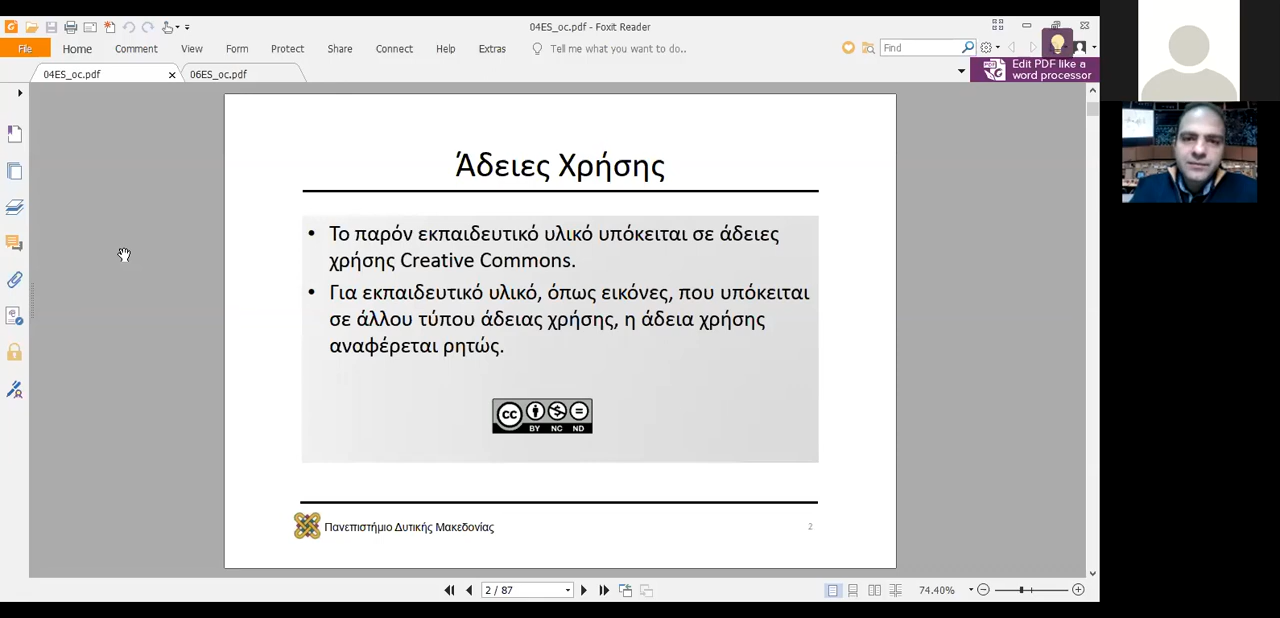 04ES_oc.pdf - Foxit Reader
File Home Comment View Form Protect Share Connect Help Extras Tell me what you want to do.. Find
04ES_oc.pdf 06ES_oc.pdf
Edit PDF like a
word processor
Άδειες Χρήσης
• Το παρόν εκπαιδευτικό υλικό υπόκειται σε άδειες
χρήσης Creative Commons.
• Για εκπαιδευτικό υλικό, όπως εικόνες, που υπόκειται
σε άλλου τύπου άδειας χρήσης, η άδεια χρήσης
αναφέρεται ρητώς.
cc
BY NC ND
Πανεπιστήμιο Δυτικής Μακεδονίας
2
2 / 87
74.40%